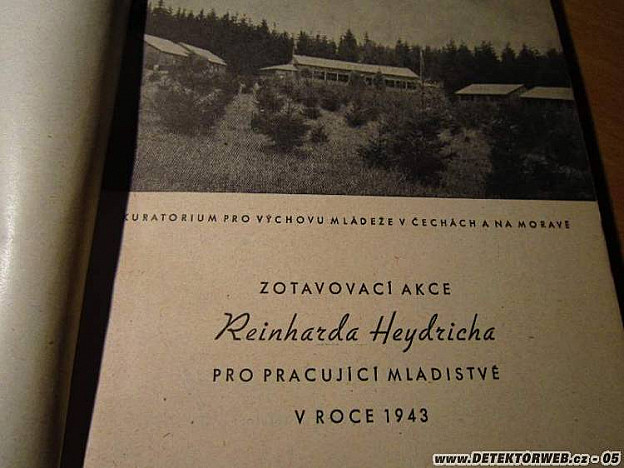 KURATORIUM PRO VÝCHOVU MLÁDEŽE V ČECHÁCH A NA MORAVĚ
ZOTAVOVACÍ AKCE
Reinharda Heydricha
PRO PRACUJÍCÍ MLADISTVÉ
V ROCE 1943
www.DETEKTORWEB.cz - 05